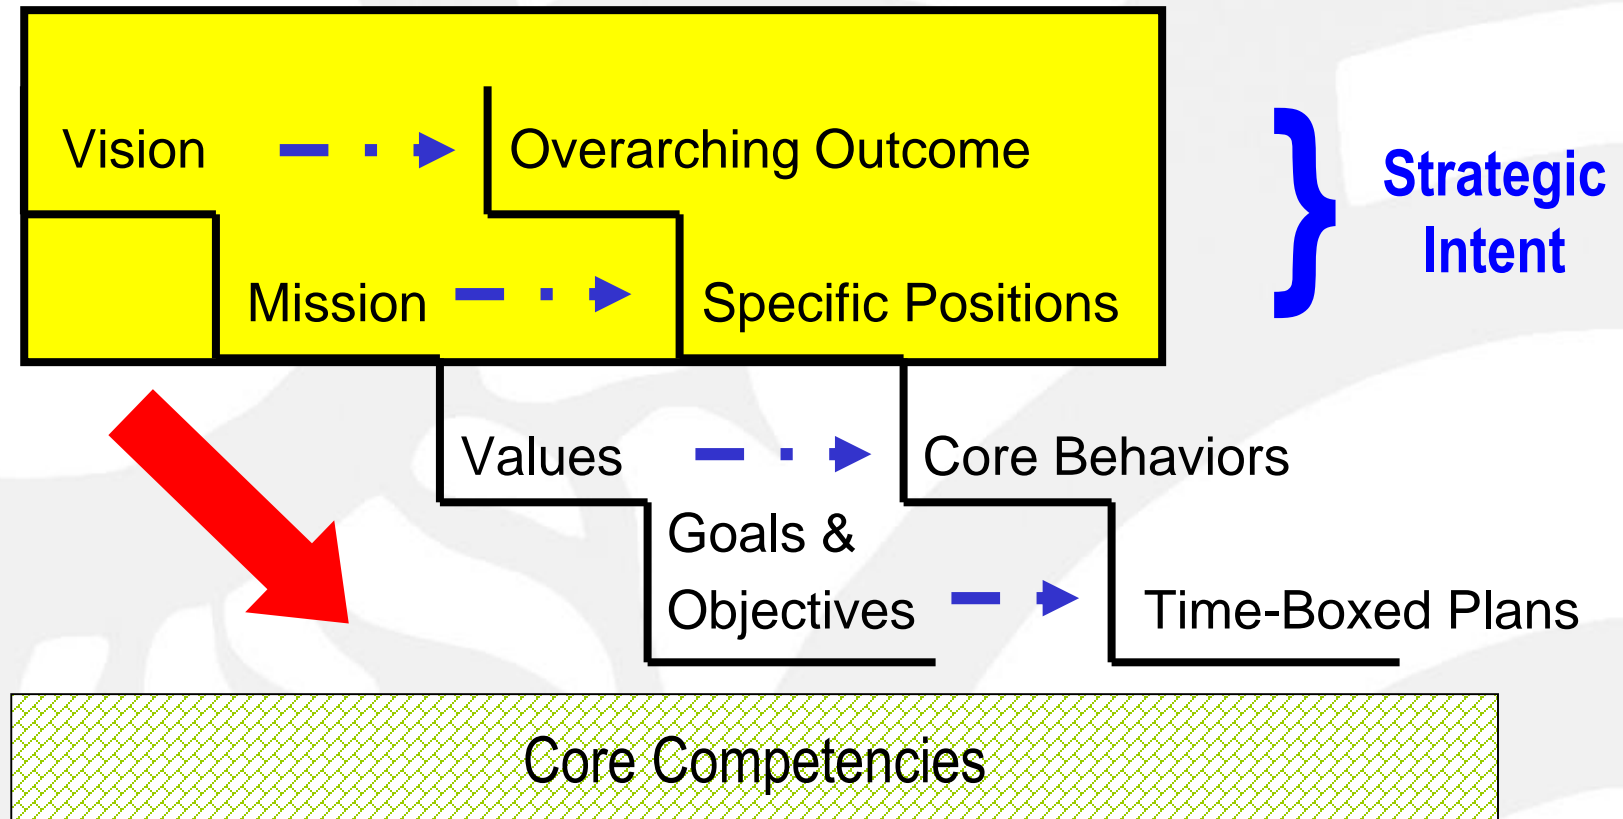 Vision
Overarching Outcome
Strategic
Intent
Mission
Specific Positions
Values
Core Behaviors
Goals &
Objectives
Time-Boxed Plans
Core Competencies